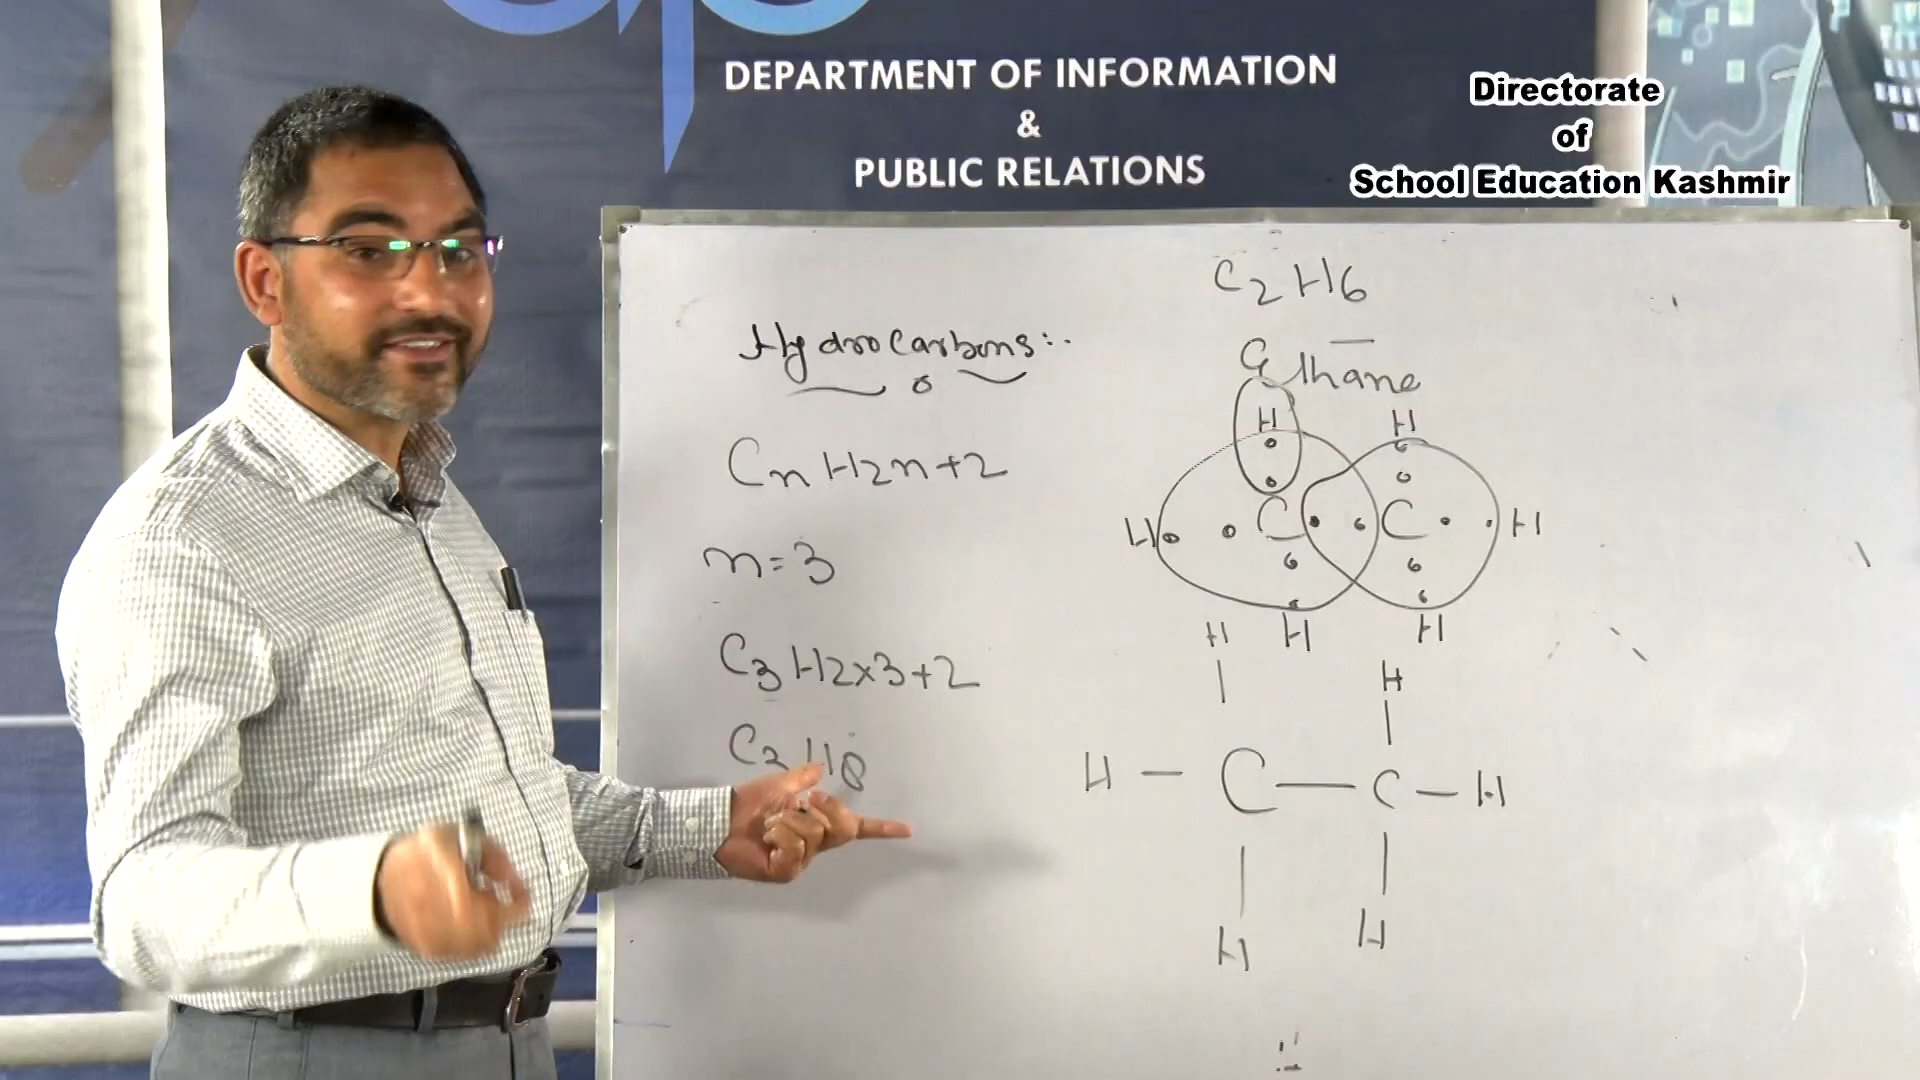 DEPARTMENT OF INFORMATION
&
PUBLIC RELATIONS
Directorate
of
School Education Kashmir
Hydrocarbons:.
CnH2n+2
n=3
C3H2x3+2
C3H8
C2H6
Ethane
H H
H C C H
H H
H H
H — C — C — H
H H